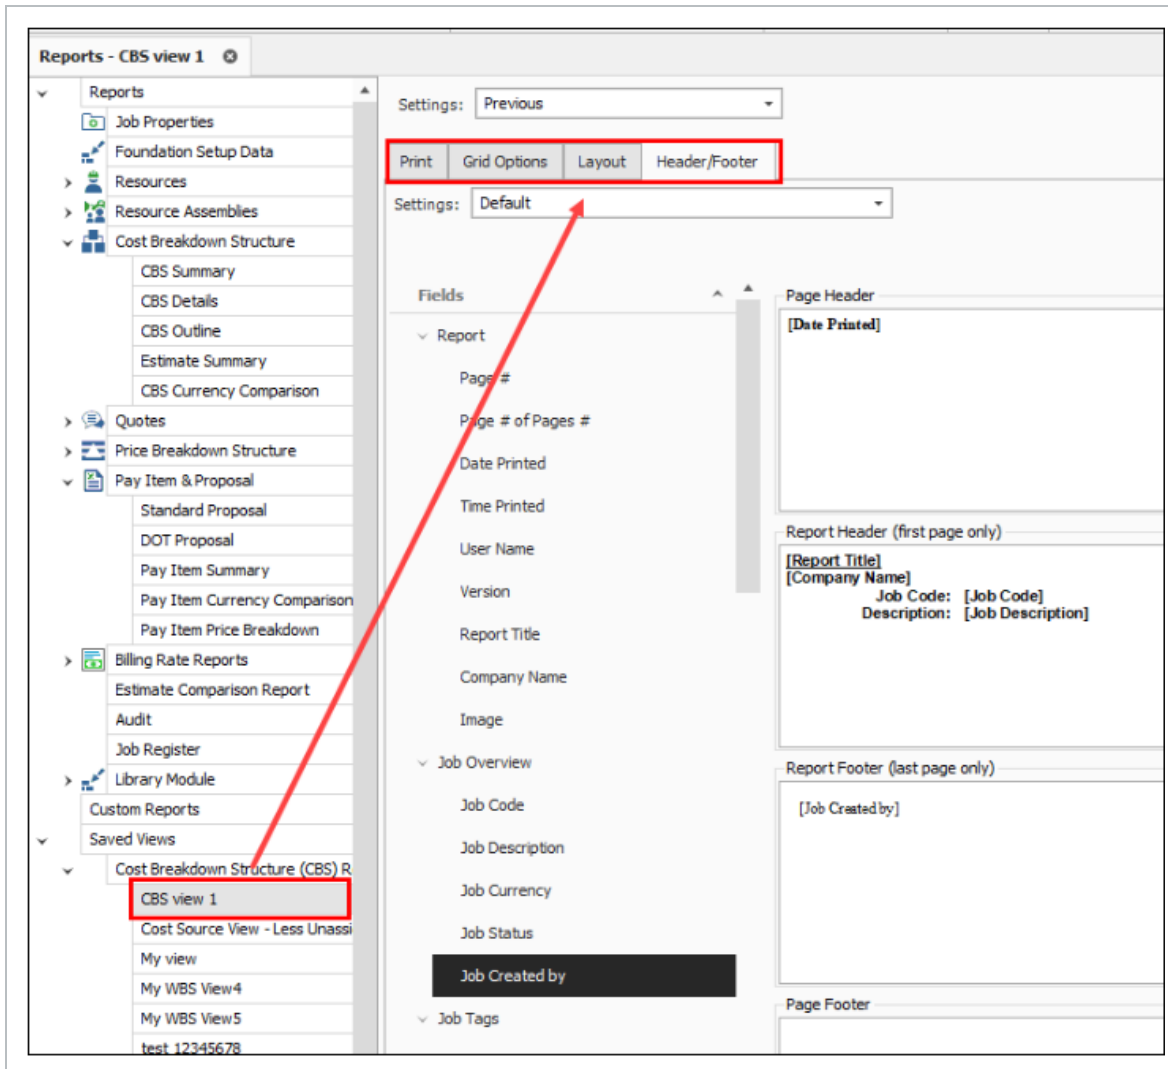 Reports - CBS view 1
Reports
Job Properties
Foundation Setup Data
Resources
Resource Assemblies
Cost Breakdown Structure
CBS Summary
CBS Details
CBS Outline
Estimate Summary
CBS Currency Comparison
Quotes
Price Breakdown Structure
Pay Item & Proposal
Standard Proposal
DOT Proposal
Pay Item Summary
Pay Item Currency Comparison
Pay Item Price Breakdown
Billing Rate Reports
Estimate Comparison Report
Audit
Job Register
Library Module
Custom Reports
Saved Views
Cost Breakdown Structure (CBS) R
CBS view 1
Cost Source View - Less Unassi
My view
My WBS View4
My WBS View5
test 12345678
Settings: Previous
Print Grid Options Layout Header/Footer
Settings: Default
Fields
Report
Page #
Page # of Pages #
Date Printed
Time Printed
User Name
Version
Report Title
Company Name
Image
Job Overview
Job Code
Job Description
Job Currency
Job Status
Job Created by
Job Tags
Page Header
[Date Printed]
Report Header (first page only)
[Report Title]
[Company Name]
Job Code: [Job Code]
Description: [Job Description]
Report Footer (last page only)
[Job Created by]
Page Footer